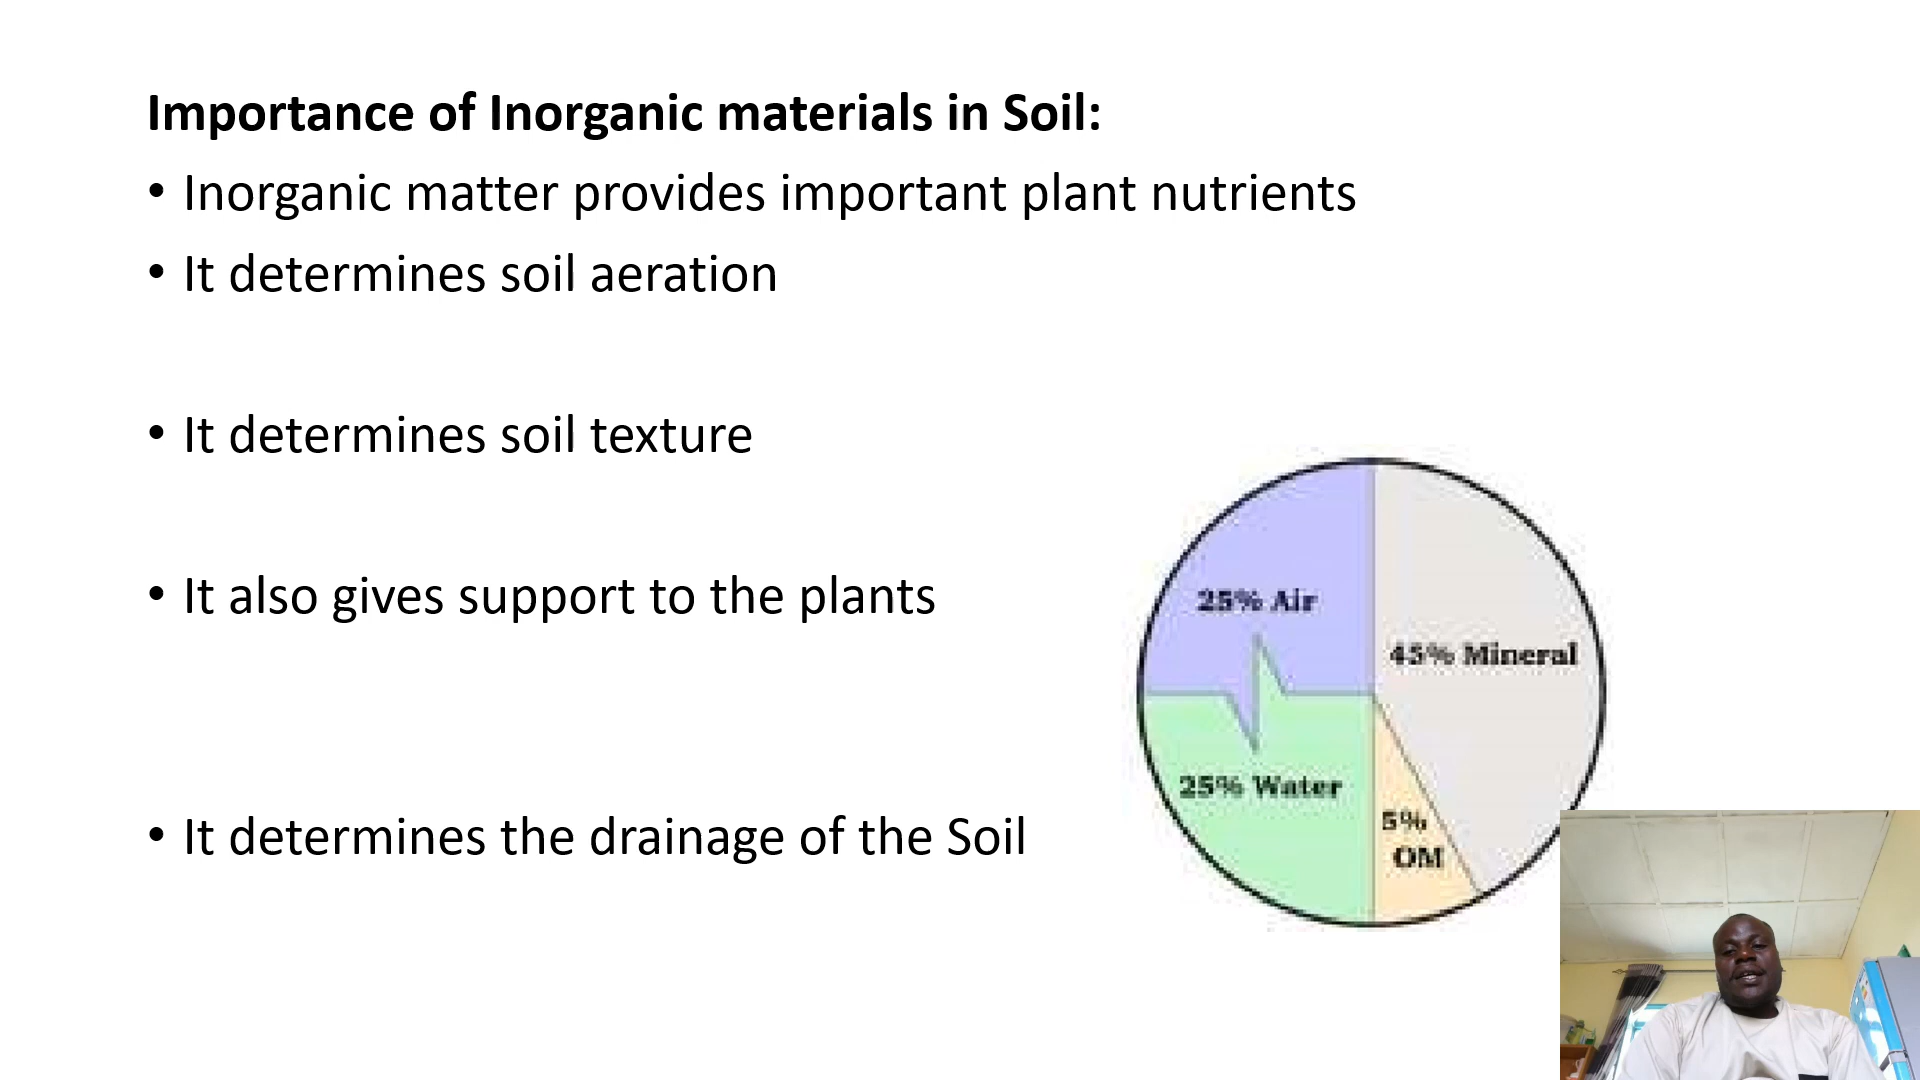 Importance of Inorganic materials in Soil:
• Inorganic matter provides important plant nutrients
• It determines soil aeration
• It determines soil texture
• It also gives support to the plants
• It determines the drainage of the Soil
25% Air
45% Mineral
25% Water
5%
OM